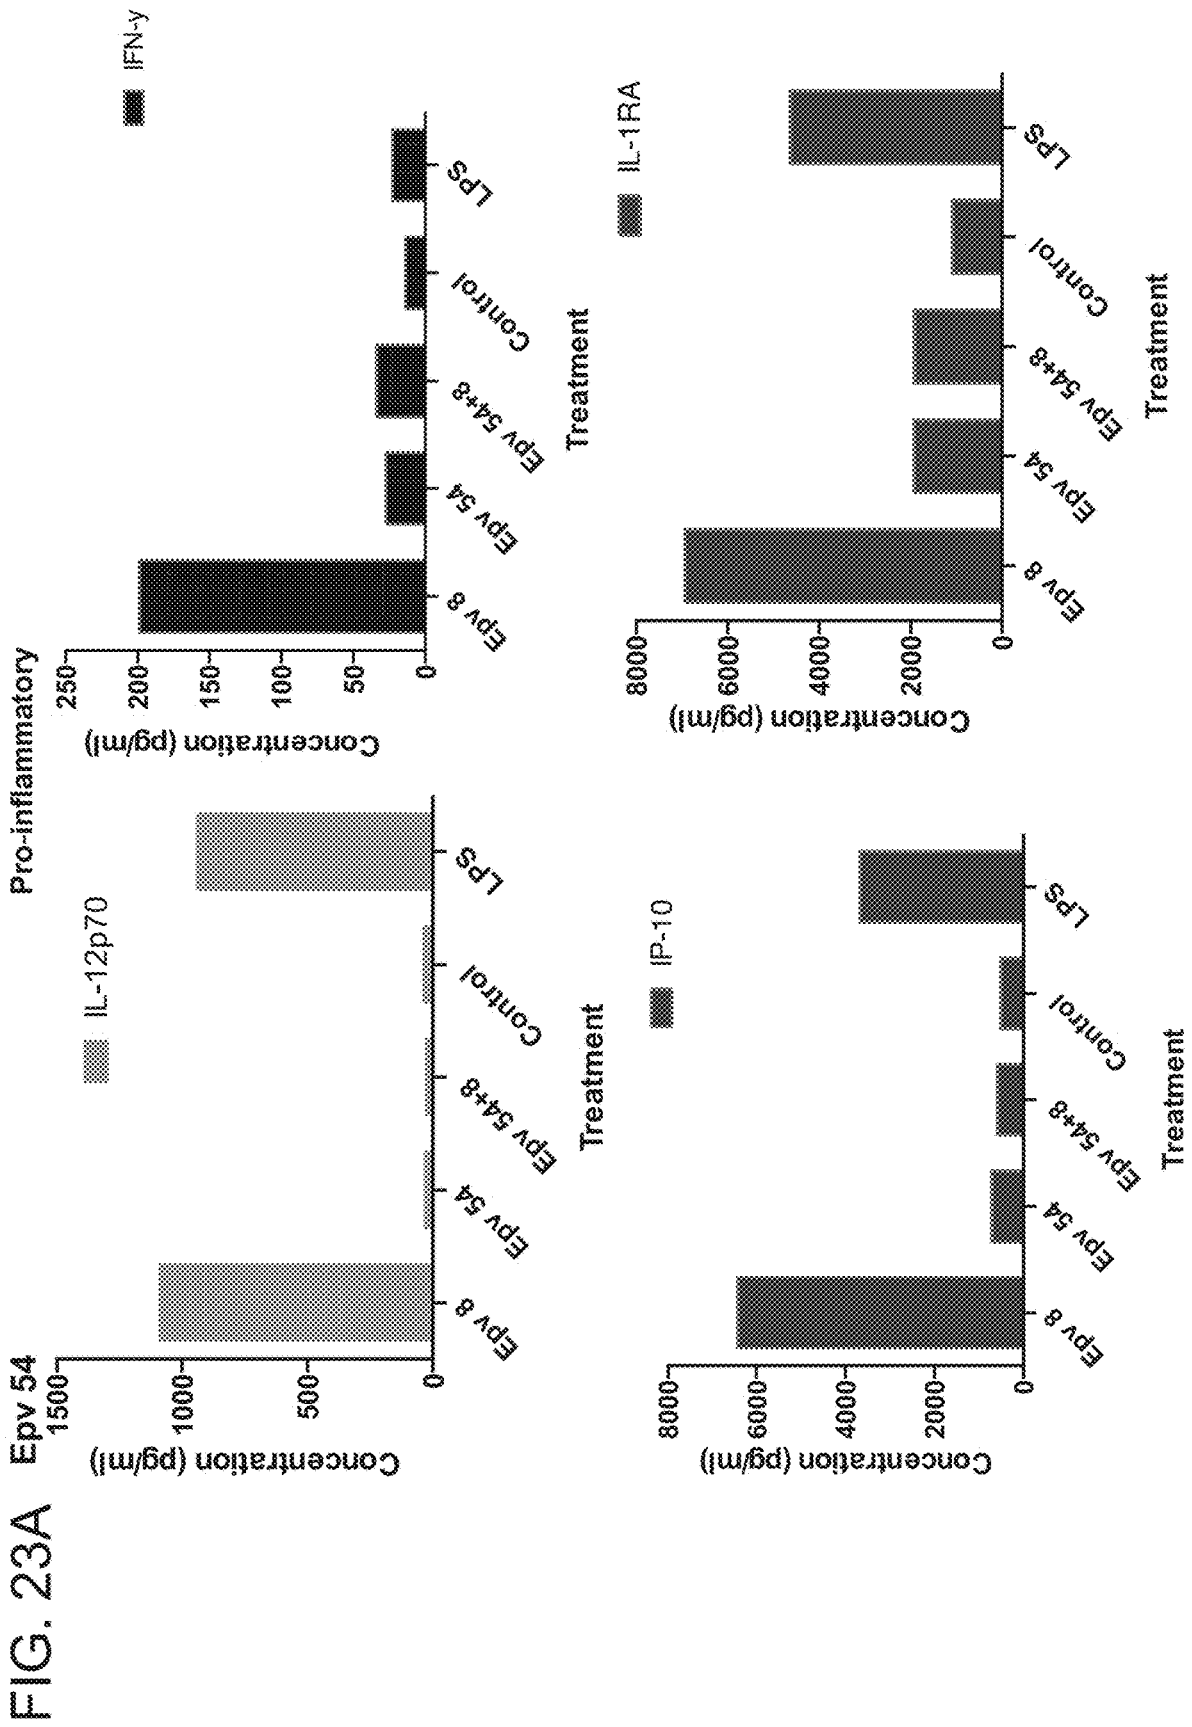 FIG. 23A
Epv 54
Pro-inflammatory
IL-12p70
Concentration (pg/ml)
1500
1000
500
0
Epv 8
Epv 54
Epv 54+8
Control
LPS
Treatment
IFN-y
Concentration (pg/ml)
250
200
150
100
50
0
Epv 8
Epv 54
Epv 54+8
Control
LPS
Treatment
IP-10
Concentration (pg/ml)
8000
6000
4000
2000
0
Epv 8
Epv 54
Epv 54+8
Control
LPS
Treatment
IL-1RA
Concentration (pg/ml)
8000
6000
4000
2000
0
Epv 8
Epv 54
Epv 54+8
Control
LPS
Treatment